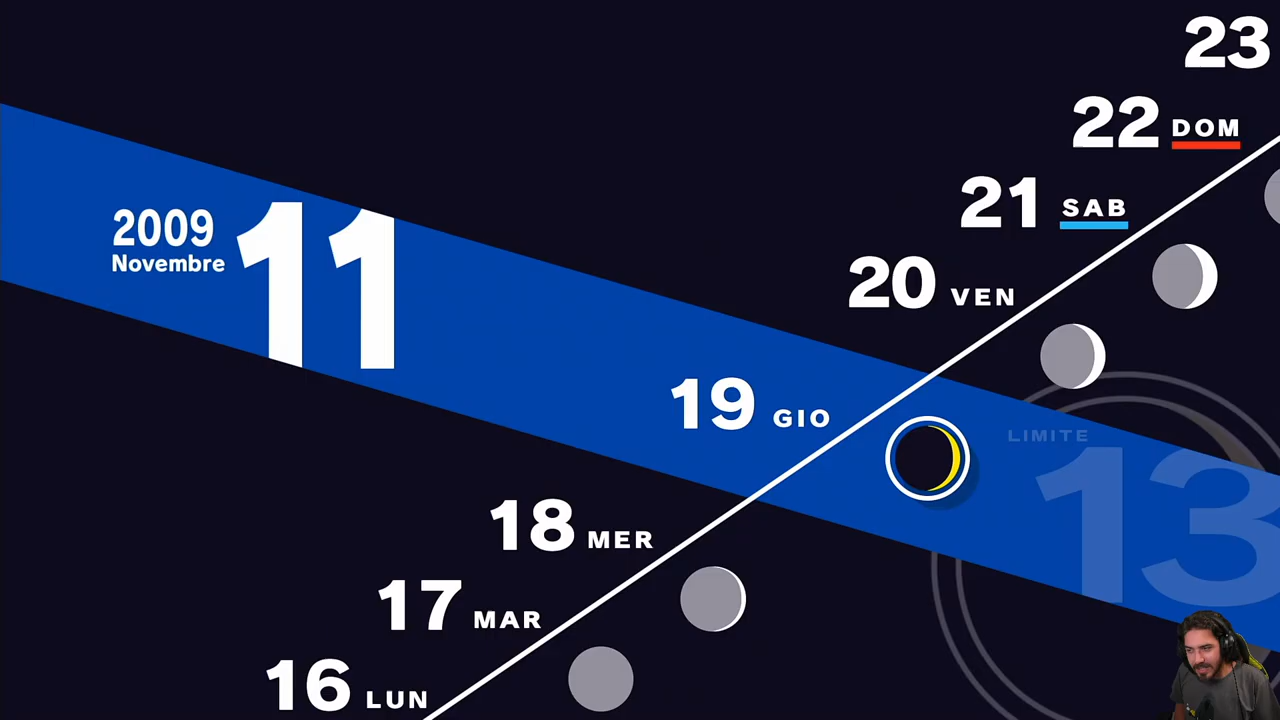 23
22 DOM
21 SAB
20 VEN
2009
Novembre
11
19 GIO
LIMITE
13
18 MER
17 MAR
16 LUN